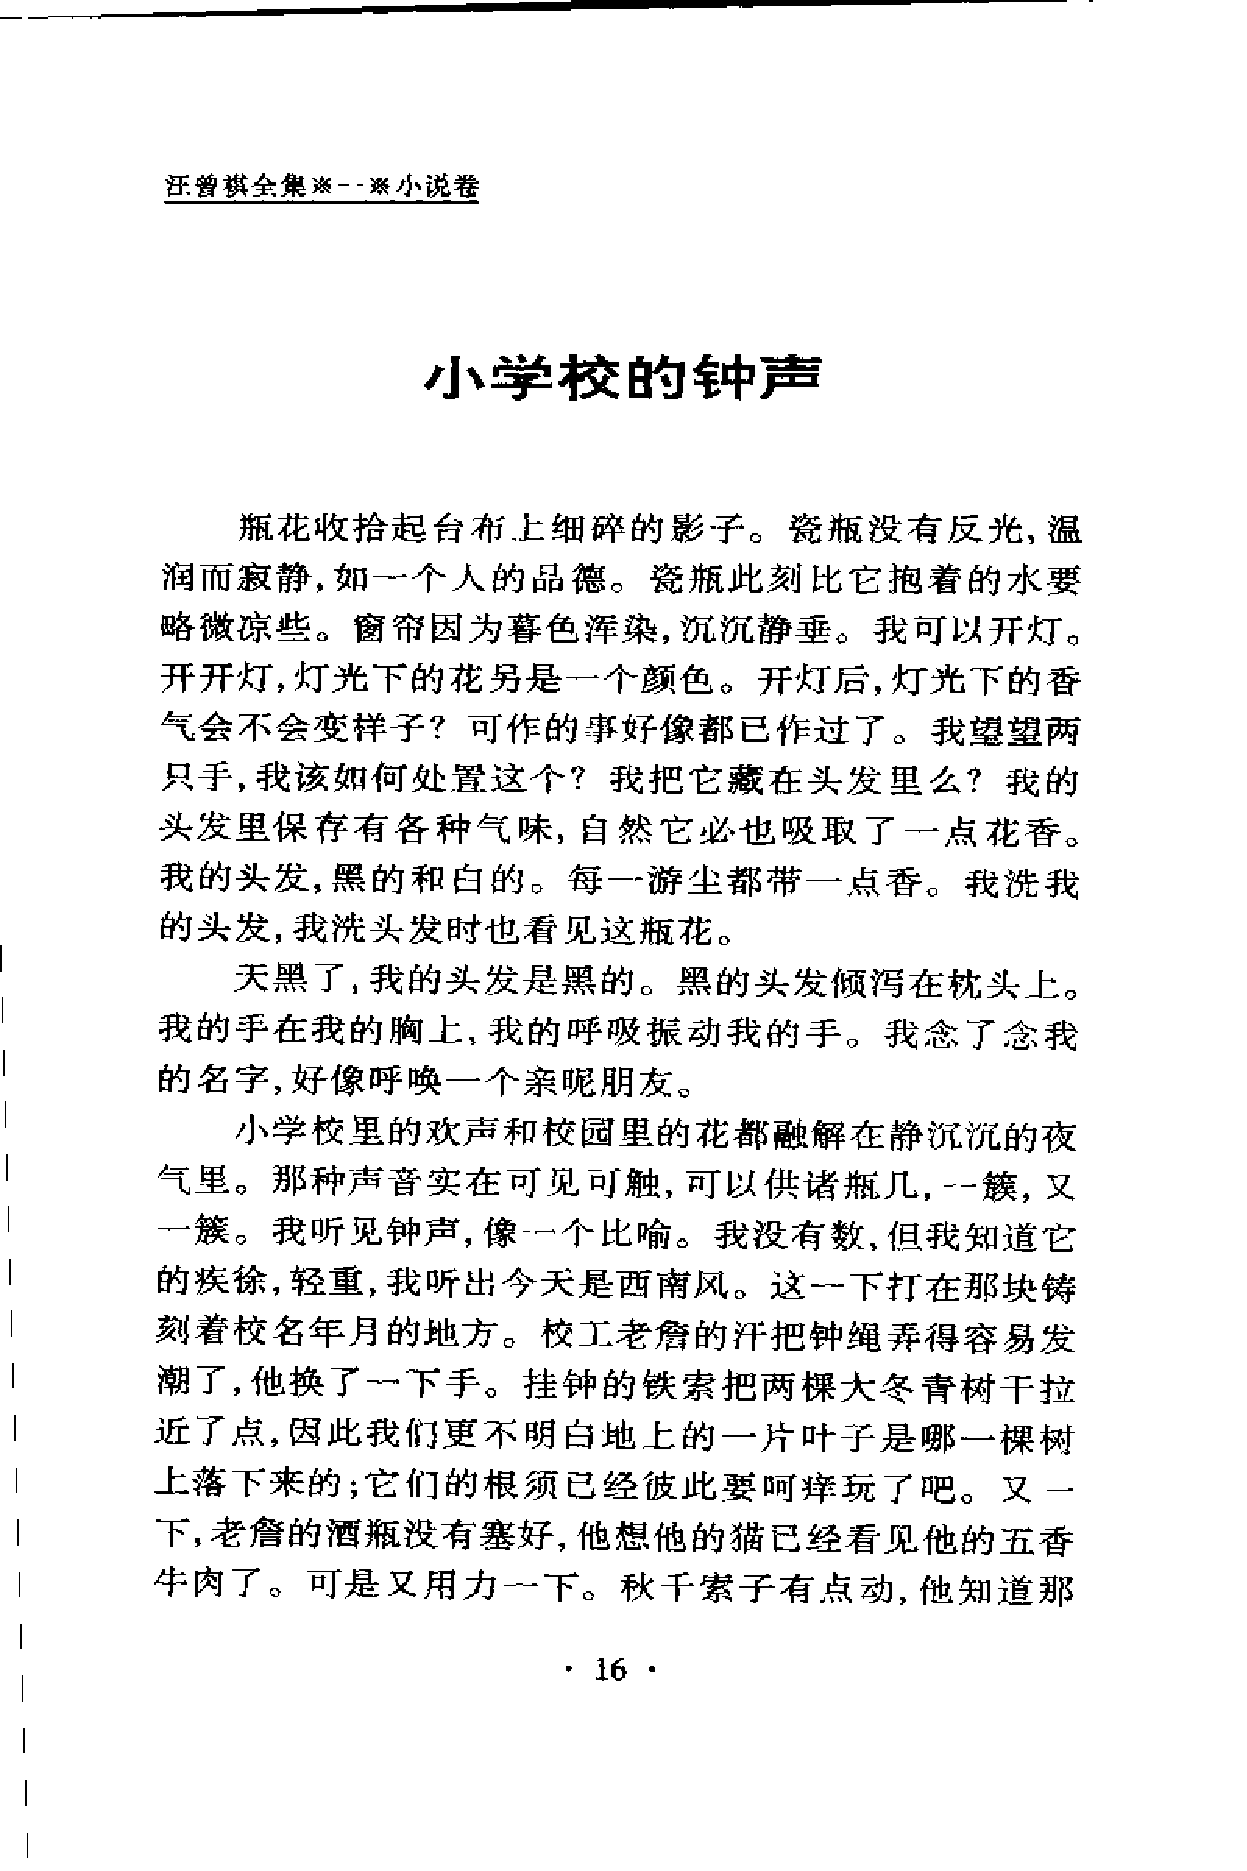 汪曾祺全集※一※小说卷
小学校的钟声
瓶花收拾起台布上细碎的影子。瓷瓶没有反光,温
润而寂静,如一个人的品德。瓷瓶此刻比它抱着的水要
略微凉些。窗帘因为暮色浑染,沉沉静垂。我可以开灯。
开开灯,灯光下的花另是一个颜色。开灯后,灯光下的香
气会不会变样子?可作的事好像都已作过了。我望望两
只手,我该如何处置这个?我把它藏在头发里么?我的
头发里保存有各种气味,自然它必也吸取了一点花香。
我的头发,黑的和白的。每一游尘都带一点香。我洗我
的头发,我洗头发时也看见这瓶花。
天黑了,我的头发是黑的。黑的头发倾泻在枕头上。
我的手在我的胸上,我的呼吸振动我的手。我念了念我
的名字,好像呼唤一个亲昵朋友。
小学校里的欢声和校园里的花都融解在静沉沉的夜
气里。那种声音实在可见可触,可以供诸瓶几,一簇,又
一簇。我听见钟声,像一个比喻。我没有数,但我知道它
的疾徐,轻重,我听出今天是西南风。这一下打在那块铸
刻着校名年月的地方。校工老詹的汗把钟绳弄得容易发
潮了,他换了一下手。挂钟的铁索把两棵大冬青树干拉
近了点,因此我们更不明白地上的一片叶子是哪一棵树
上落下来的;它们的根须已经彼此要呵痒玩了吧。又一
下,老詹的酒瓶没有塞好,他想他的猫已经看见他的五香
牛肉了。可是又用力一下。秋千索子有点动,他知道那
· 16 ·